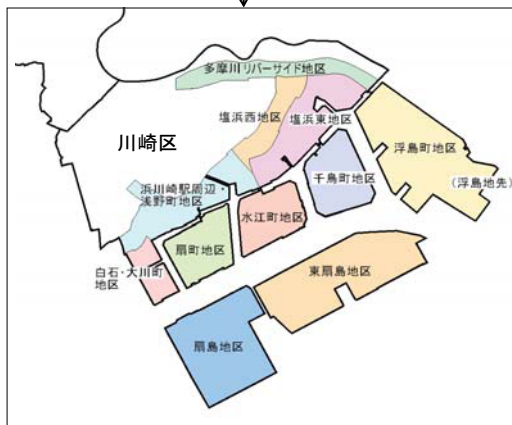 多摩川リバーサイド地区
塩浜西地区
塩浜東地区
川崎区
浮島町地区
(浮島地先)
千鳥町地区
浜川崎駅周辺・
浅野町地区
水江町地区
扇町地区
白石・大川町
地区
東扇島地区
扇島地区